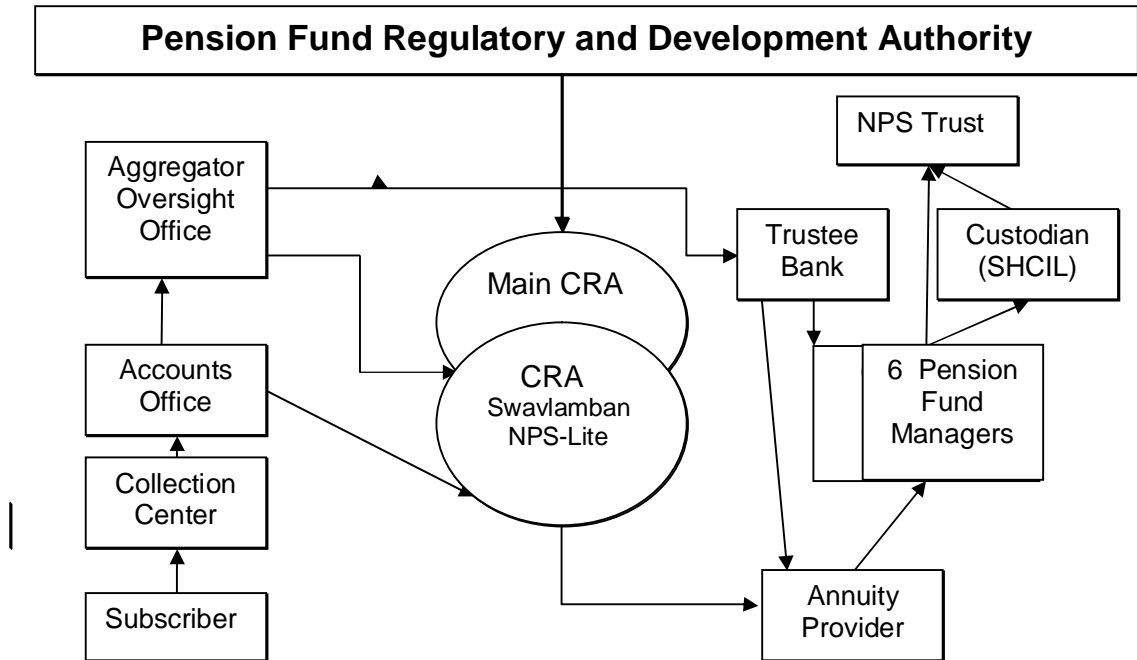 Pension Fund Regulatory and Development Authority
NPS Trust
Aggregator
Oversight
Office
Trustee
Bank
Custodian
(SHCIL)
Main CRA
Accounts
Office
CRA
Swavlamban
NPS-Lite
6 Pension
Fund
Managers
Collection
Center
Subscriber
Annuity
Provider